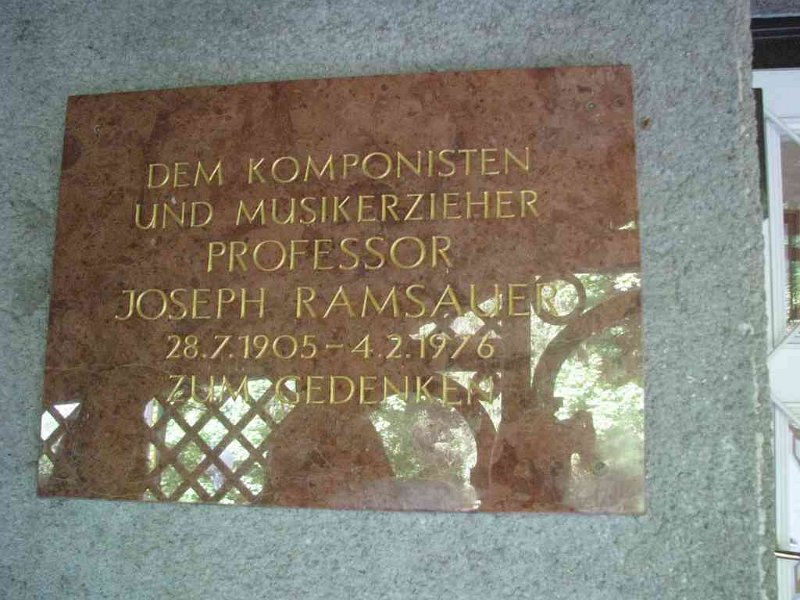 DEM KOMPONISTEN
UND MUSIKERZIEHER
PROFESSOR
JOSEPH RAMSAUER
28.7.1905–4.2.1976
ZUM GEDENKEN